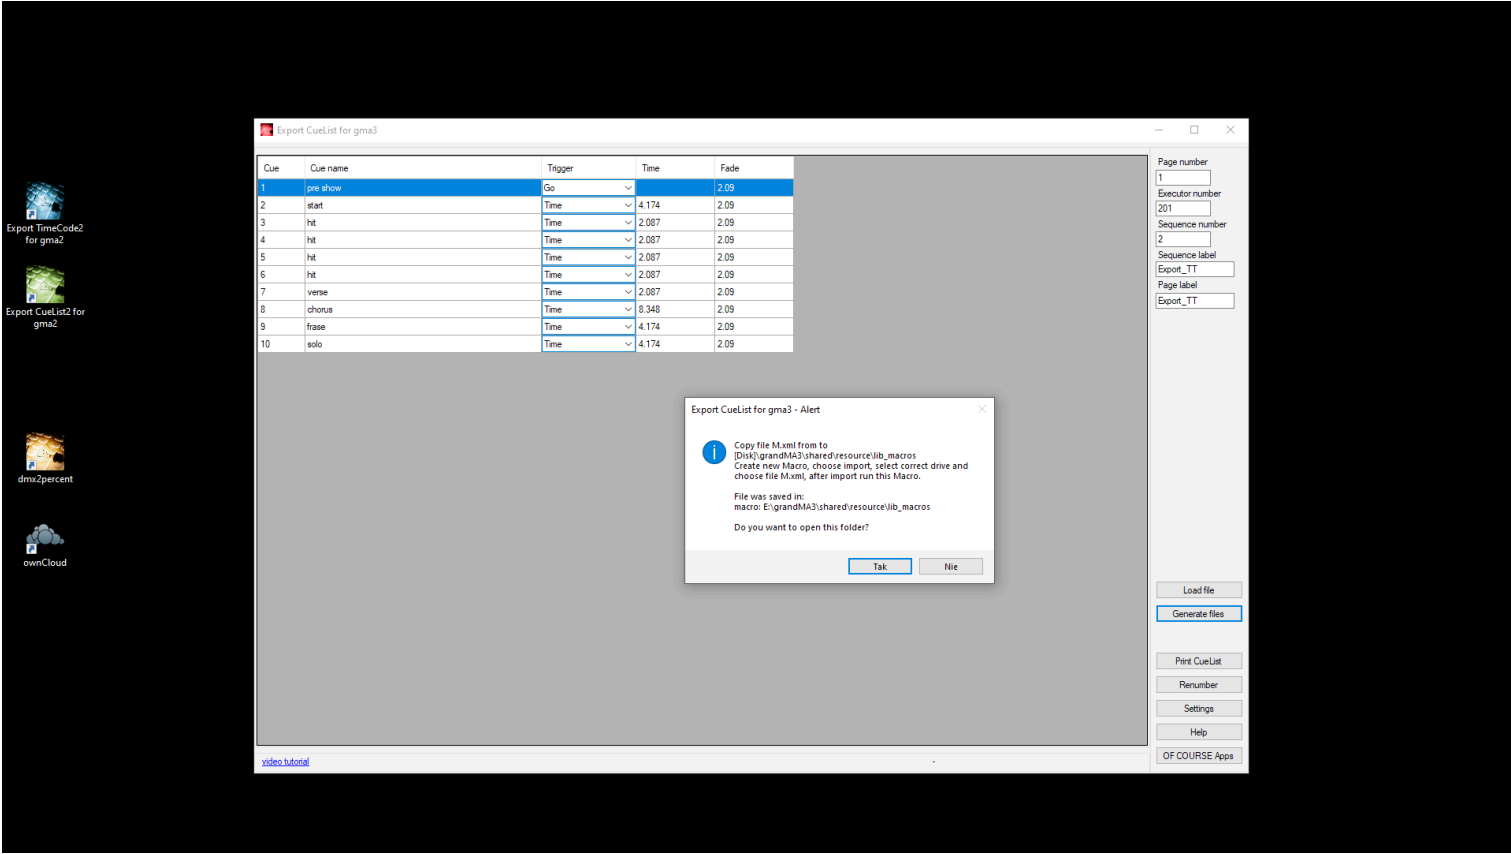 Export TimeCode2
for gma2
Export CueList2 for
gma2
dmx2percent
ownCloud
Export CueList for gma3
Cue Cue name Trigger Time Fade
1 pre show Go 2.09
2 start Time 4.174 2.09
3 hit Time 2.087 2.09
4 hit Time 2.087 2.09
5 hit Time 2.087 2.09
6 hit Time 2.087 2.09
7 verse Time 2.087 2.09
8 chorus Time 8.348 2.09
9 frase Time 4.174 2.09
10 solo Time 4.174 2.09
Export CueList for gma3 - Alert
Copy file M.xml from to
[Disk]\grandMA3\shared\resource\lib_macros
Create new Macro, choose import, select correct drive and
choose file M.xml, after import run this Macro.
File was saved in:
macro: E:\grandMA3\shared\resource\lib_macros
Do you want to open this folder?
Tak Nie
Page number
1
Executor number
201
Sequence number
2
Sequence label
Export_TT
Page label
Export_TT
Load file
Generate files
Print CueList
Renumber
Settings
Help
OF COURSE Apps
video tutorial
-